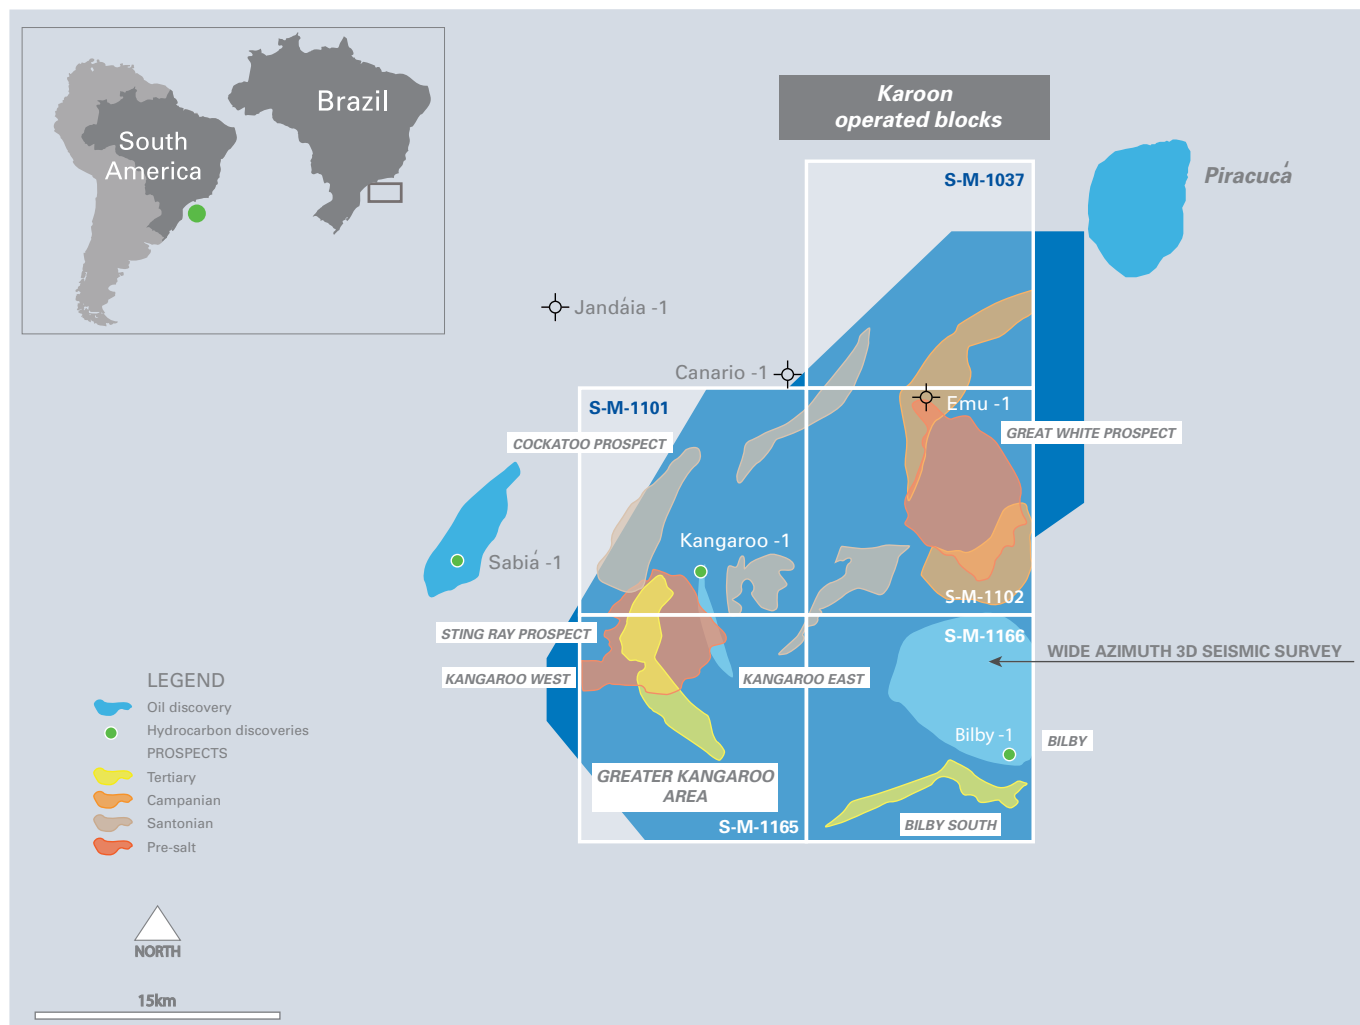 South
America
Brazil
Karoon
operated blocks
S-M-1037
Piracucá
Jandáia -1
Canario -1
S-M-1101
Emu -1
COCKATOO PROSPECT
GREAT WHITE PROSPECT
Kangaroo -1
Sabiá -1
S-M-1102
STING RAY PROSPECT
S-M-1166
WIDE AZIMUTH 3D SEISMIC SURVEY
KANGAROO WEST
KANGAROO EAST
Bilby -1
BILBY
GREATER KANGAROO
AREA
S-M-1165
BILBY SOUTH
LEGEND
Oil discovery
Hydrocarbon discoveries
PROSPECTS
Tertiary
Campanian
Santonian
Pre-salt
NORTH
15km